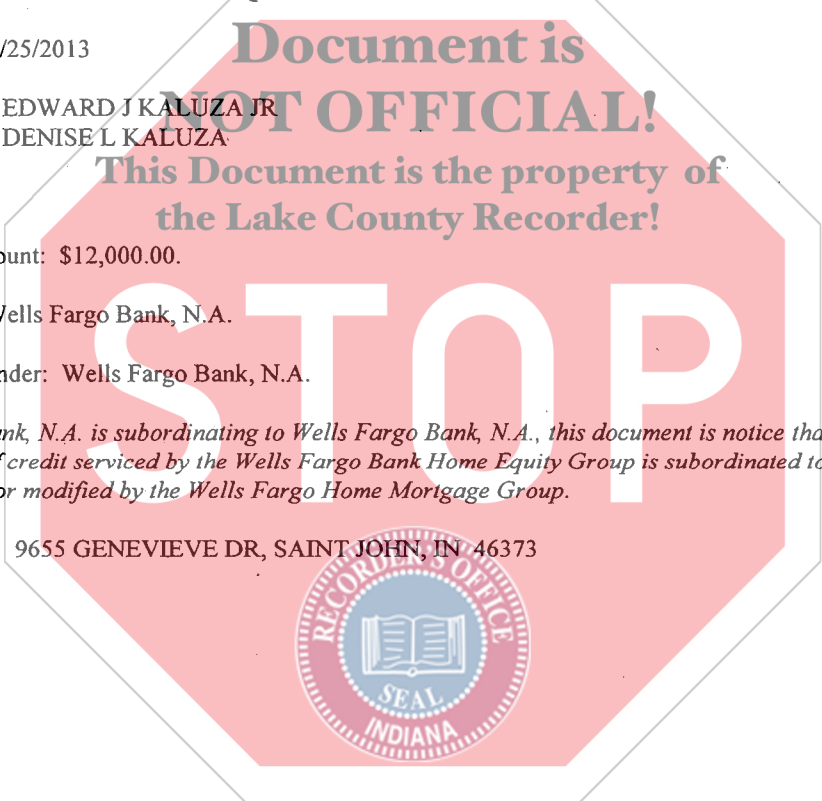 Document is
/25/2013
NOT OFFICIAL!
EDWARD J KALUZA JR
DENISE L KALUZA
This Document is the property of
the Lake County Recorder!
ount: $12,000.00.
Wells Fargo Bank, N.A.
nder: Wells Fargo Bank, N.A.
STOP
nk, N.A. is subordinating to Wells Fargo Bank, N.A., this document is notice tha
f credit serviced by the Wells Fargo Bank Home Equity Group is subordinated to
or modified by the Wells Fargo Home Mortgage Group.
9655 GENEVIEVE DR, SAINT JOHN, IN 46373
RECORDER'S OFFICE
SEAL
INDIANA